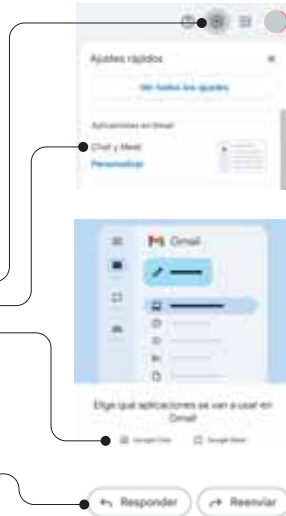 Ajustes rápidos
Ver todos los ajustes
Aplicaciones en Gmail
Chat y Meet
Personalizar
Gmail
Elige qué aplicaciones se van a usar en
Gmail
Google Chat Google Meet
Responder Reenviar